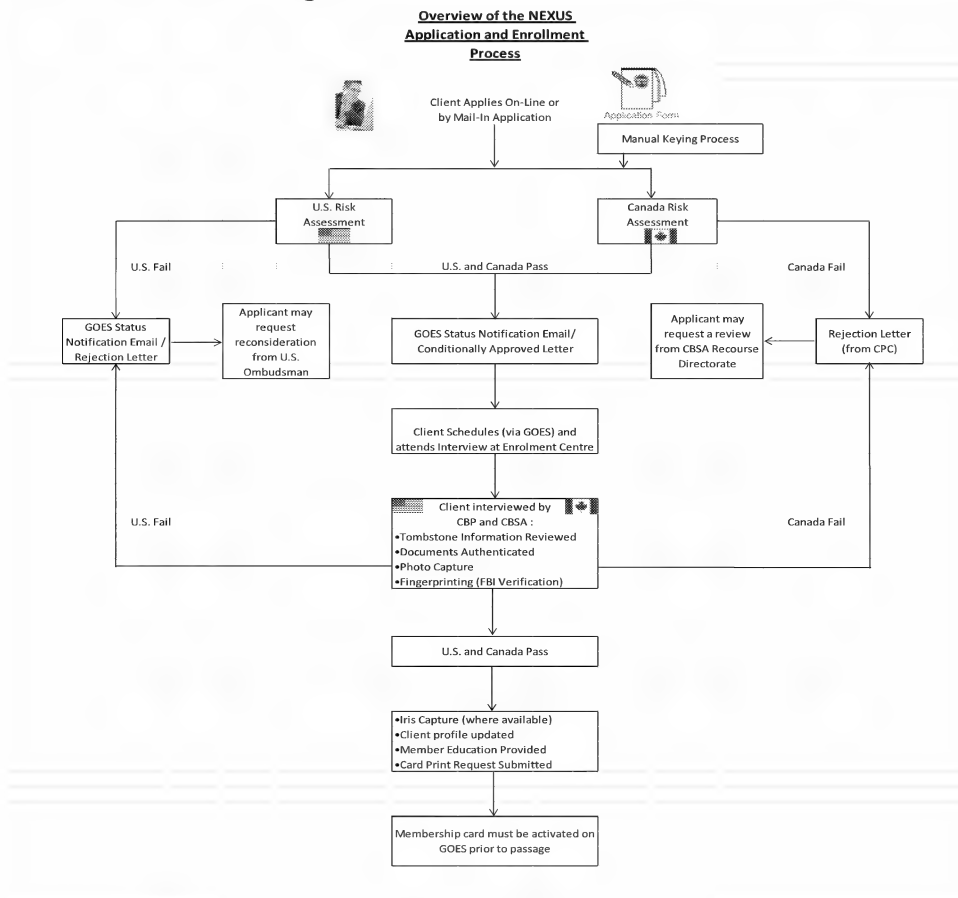 Overview of the NEXUS
Application and Enrollment
Process
Client Applies On-Line or
by Mail-In Application
Application Form
Manual Keying Process
U.S. Risk
Assessment
Canada Risk
Assessment
U.S. Fail
U.S. and Canada Pass
Canada Fail
GOES Status
Notification Email /
Rejection Letter
Applicant may
request
reconsideration
from U.S.
Ombudsman
GOES Status Notification Email/
Conditionally Approved Letter
Applicant may
request a review
from CBSA Recourse
Directorate
Rejection Letter
(from CPC)
Client Schedules (via GOES) and
attends Interview at Enrolment Centre
U.S. Fail
Client interviewed by
CBP and CBSA :
•Tombstone Information Reviewed
•Documents Authenticated
•Photo Capture
•Fingerprinting (FBI Verification)
Canada Fail
U.S. and Canada Pass
•Iris Capture (where available)
•Client profile updated
•Member Education Provided
•Card Print Request Submitted
Membership card must be activated on
GOES prior to passage